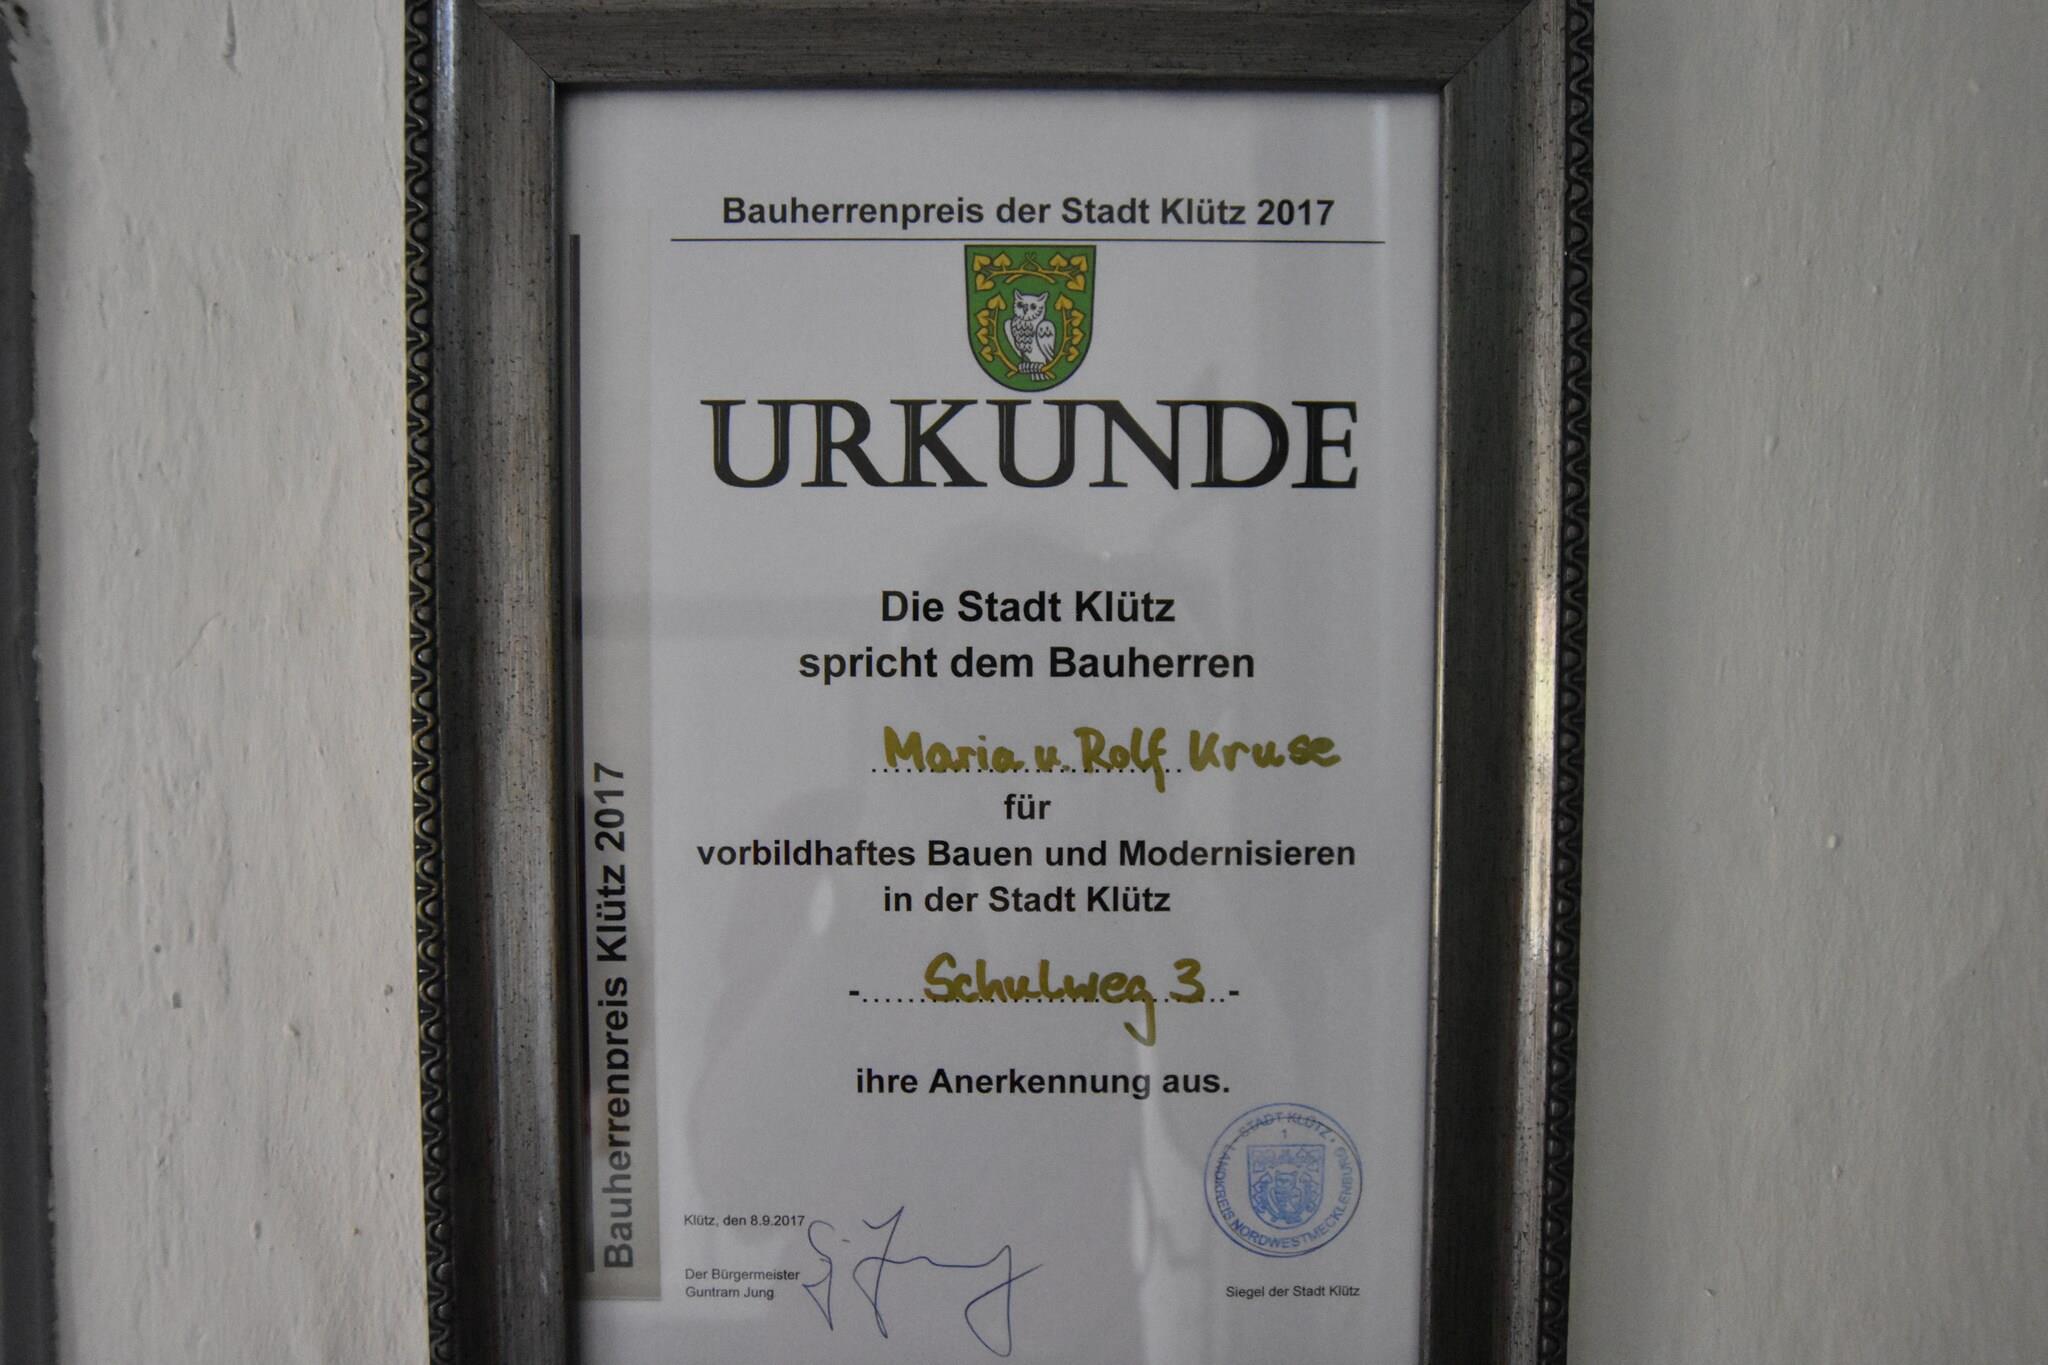 Bauherrenpreis der Stadt Klütz 2017
URKUNDE
Die Stadt Klütz
spricht dem Bauherren
Maria u. Rolf Kruse
für
vorbildhaftes Bauen und Modernisieren
in der Stadt Klütz
- Schulweg 3 -
ihre Anerkennung aus.
Bauherrenpreis Klütz 2017
Klütz, den 8.9.2017
G. Jung
Der Bürgermeister
Guntram Jung
STADT KLÜTZ
1
LANDKREIS NORDWESTMECKLENBURG
Siegel der Stadt Klütz